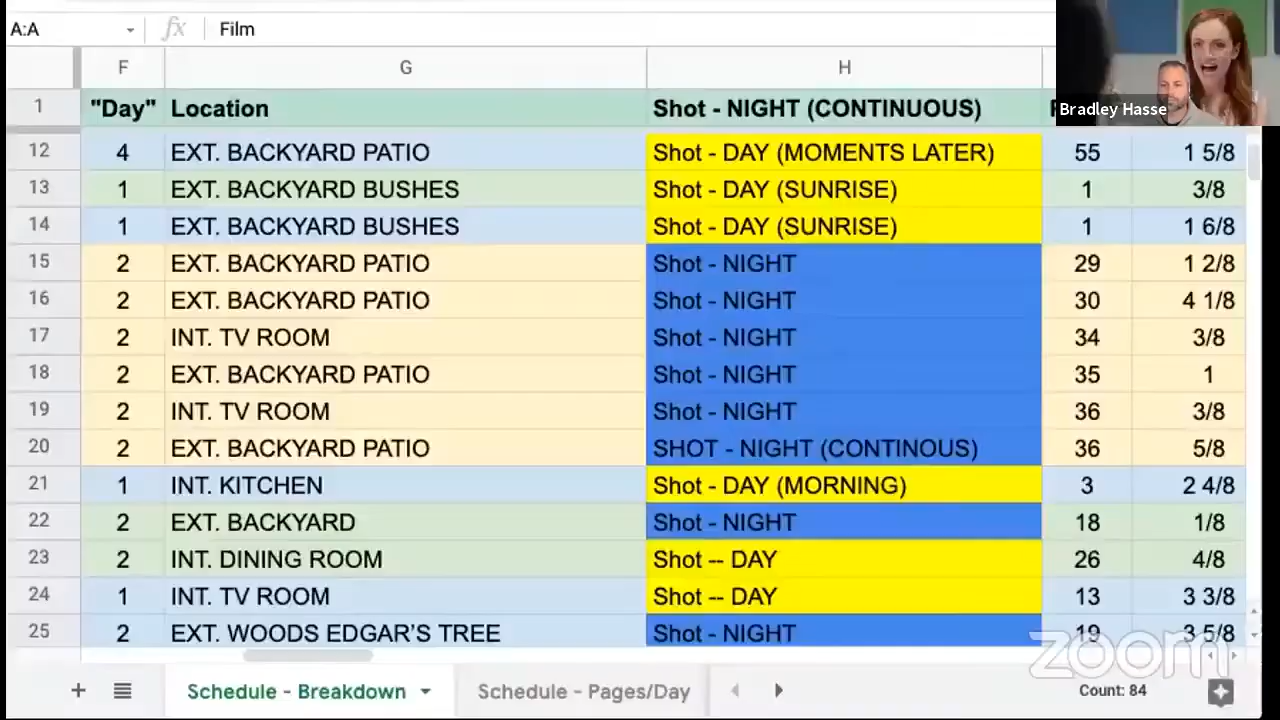 A:A fx Film
F G H
1 "Day" Location Shot - NIGHT (CONTINUOUS)
Bradley Hasse
12 4 EXT. BACKYARD PATIO Shot - DAY (MOMENTS LATER) 55 1 5/8
13 1 EXT. BACKYARD BUSHES Shot - DAY (SUNRISE) 1 3/8
14 1 EXT. BACKYARD BUSHES Shot - DAY (SUNRISE) 1 1 6/8
15 2 EXT. BACKYARD PATIO Shot - NIGHT 29 1 2/8
16 2 EXT. BACKYARD PATIO Shot - NIGHT 30 4 1/8
17 2 INT. TV ROOM Shot - NIGHT 34 3/8
18 2 EXT. BACKYARD PATIO Shot - NIGHT 35 1
19 2 INT. TV ROOM Shot - NIGHT 36 3/8
20 2 EXT. BACKYARD PATIO SHOT - NIGHT (CONTINOUS) 36 5/8
21 1 INT. KITCHEN Shot - DAY (MORNING) 3 2 4/8
22 2 EXT. BACKYARD Shot - NIGHT 18 1/8
23 2 INT. DINING ROOM Shot -- DAY 26 4/8
24 1 INT. TV ROOM Shot -- DAY 13 3 3/8
25 2 EXT. WOODS EDGAR'S TREE Shot - NIGHT 19 3 5/8
zoom
Schedule - Breakdown Schedule - Pages/Day Count: 84